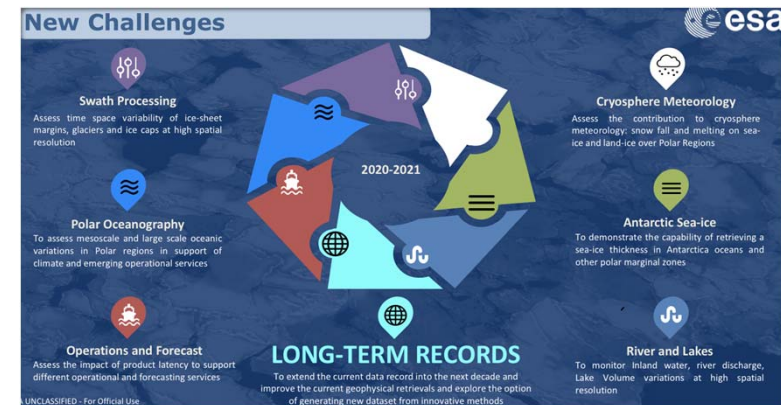 New Challenges
esa
Swath Processing
Assess time space variability of ice-sheet
margins, glaciers and ice caps at high spatial
resolution
Polar Oceanography
To assess mesoscale and large scale oceanic
variations in Polar regions in support of
climate and emerging operational services
Operations and Forecast
Assess the impact of product latency to support
different operational and forecasting services
UNCLASSIFIED - For Official Use
2020-2021
LONG-TERM RECORDS
To extend the current data record into the next decade and
improve the current geophysical retrievals and explore the option
of generating new dataset from innovative methods
Cryosphere Meteorology
Assess the contribution to cryosphere
meteorology: snow fall and melting on sea-
ice and land-ice over Polar Regions
Antarctic Sea-ice
To demonstrate the capability of retrieving a
sea-ice thickness in Antarctica oceans and
other polar marginal zones
River and Lakes
To monitor Inland water, river discharge,
Lake Volume variations at high spatial
resolution